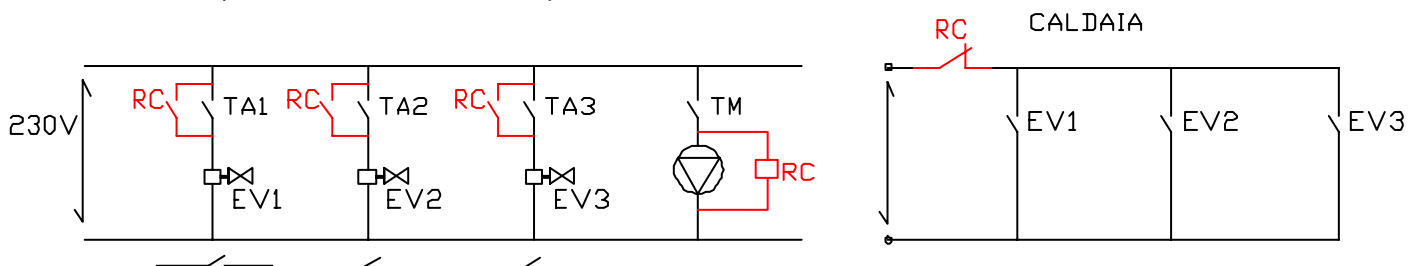 RC CALDAIA
RC TA1 RC TA2 RC TA3 TM
230V EV1 EV2 EV3
RC
EV1 EV2 EV3